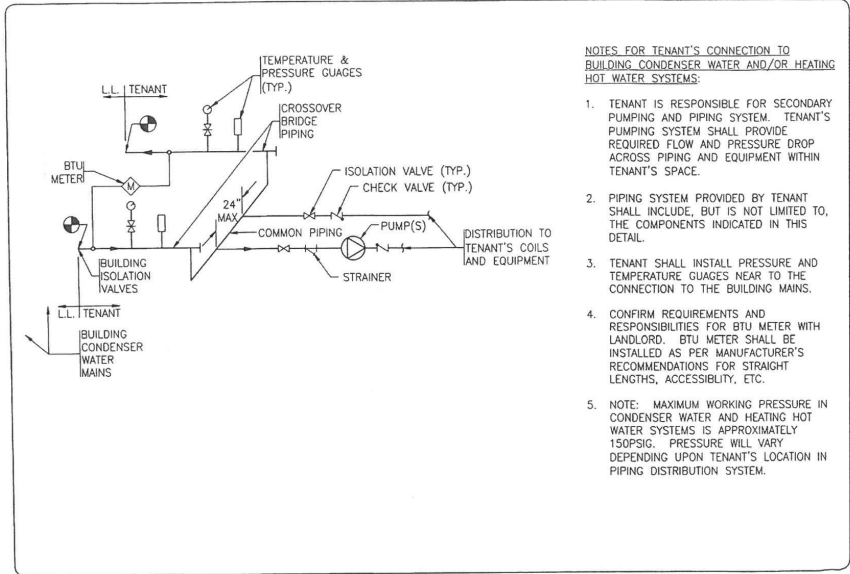 TEMPERATURE &
PRESSURE GUAGES
(TYP.)
L.L. TENANT
CROSSOVER
BRIDGE
PIPING
BTU
METER
M
ISOLATION VALVE (TYP.)
CHECK VALVE (TYP.)
24"
MAX
COMMON PIPING
PUMP(S)
DISTRIBUTION TO
TENANT'S COILS
AND EQUIPMENT
STRAINER
BUILDING
ISOLATION
VALVES
L.L. TENANT
BUILDING
CONDENSER
WATER
MAINS
NOTES FOR TENANT'S CONNECTION TO
BUILDING CONDENSER WATER AND/OR HEATING
HOT WATER SYSTEMS:
1. TENANT IS RESPONSIBLE FOR SECONDARY
PUMPING AND PIPING SYSTEM. TENANT'S
PUMPING SYSTEM SHALL PROVIDE
REQUIRED FLOW AND PRESSURE DROP
ACROSS PIPING AND EQUIPMENT WITHIN
TENANT'S SPACE.
2. PIPING SYSTEM PROVIDED BY TENANT
SHALL INCLUDE, BUT IS NOT LIMITED TO,
THE COMPONENTS INDICATED IN THIS
DETAIL.
3. TENANT SHALL INSTALL PRESSURE AND
TEMPERATURE GUAGES NEAR TO THE
CONNECTION TO THE BUILDING MAINS.
4. CONFIRM REQUIREMENTS AND
RESPONSIBILITIES FOR BTU METER WITH
LANDLORD. BTU METER SHALL BE
INSTALLED AS PER MANUFACTURER'S
RECOMMENDATIONS FOR STRAIGHT
LENGTHS, ACCESSIBLITY, ETC.
5. NOTE: MAXIMUM WORKING PRESSURE IN
CONDENSER WATER AND HEATING HOT
WATER SYSTEMS IS APPROXIMATELY
150PSIG. PRESSURE WILL VARY
DEPENDING UPON TENANT'S LOCATION IN
PIPING DISTRIBUTION SYSTEM.